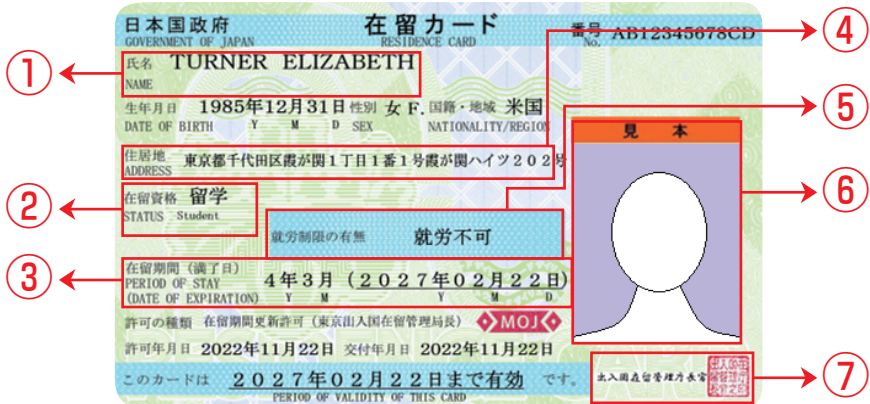 日本国政府 在留カード 番号 AB12345678CD ④
GOVERNMENT OF JAPAN RESIDENCE CARD No.
① 氏名 TURNER ELIZABETH
NAME
生年月日 1985年12月31日 性別 女 F. 国籍・地域 米国 ⑤
DATE OF BIRTH Y M D SEX NATIONALITY/REGION
見本
住居地 東京都千代田区霞が関1丁目1番1号霞が関ハイツ202号
ADDRESS
② 在留資格 留学 ⑥
STATUS Student
就労制限の有無 就労不可
③ 在留期間(満了日)
PERIOD OF STAY 4年3月(2027年02月22日)
(DATE OF EXPIRATION) Y M Y M D
許可の種類 在留期間更新許可(東京出入国在留管理局長) MOJ
許可年月日 2022年11月22日 交付年月日 2022年11月22日
このカードは 2027年02月22日まで有効 です。 出入国在留管理庁長官 ⑦
PERIOD OF VALIDITY OF THIS CARD